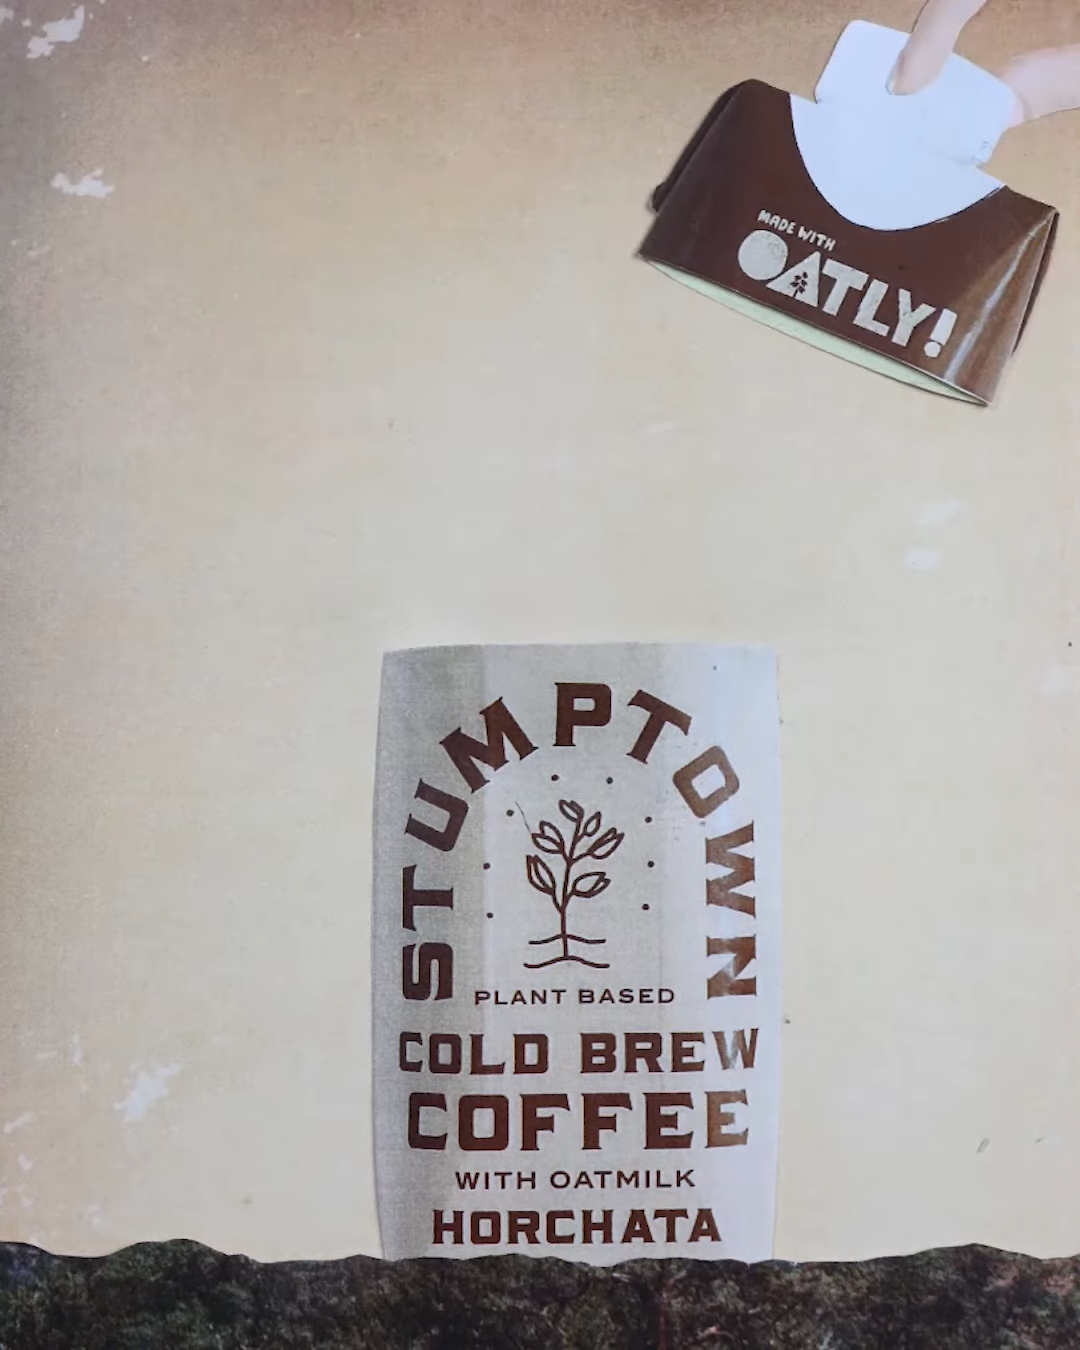 MADE WITH
OATLY!
STUMPTOWN
PLANT BASED
COLD BREW
COFFEE
WITH OATMILK
HORCHATA